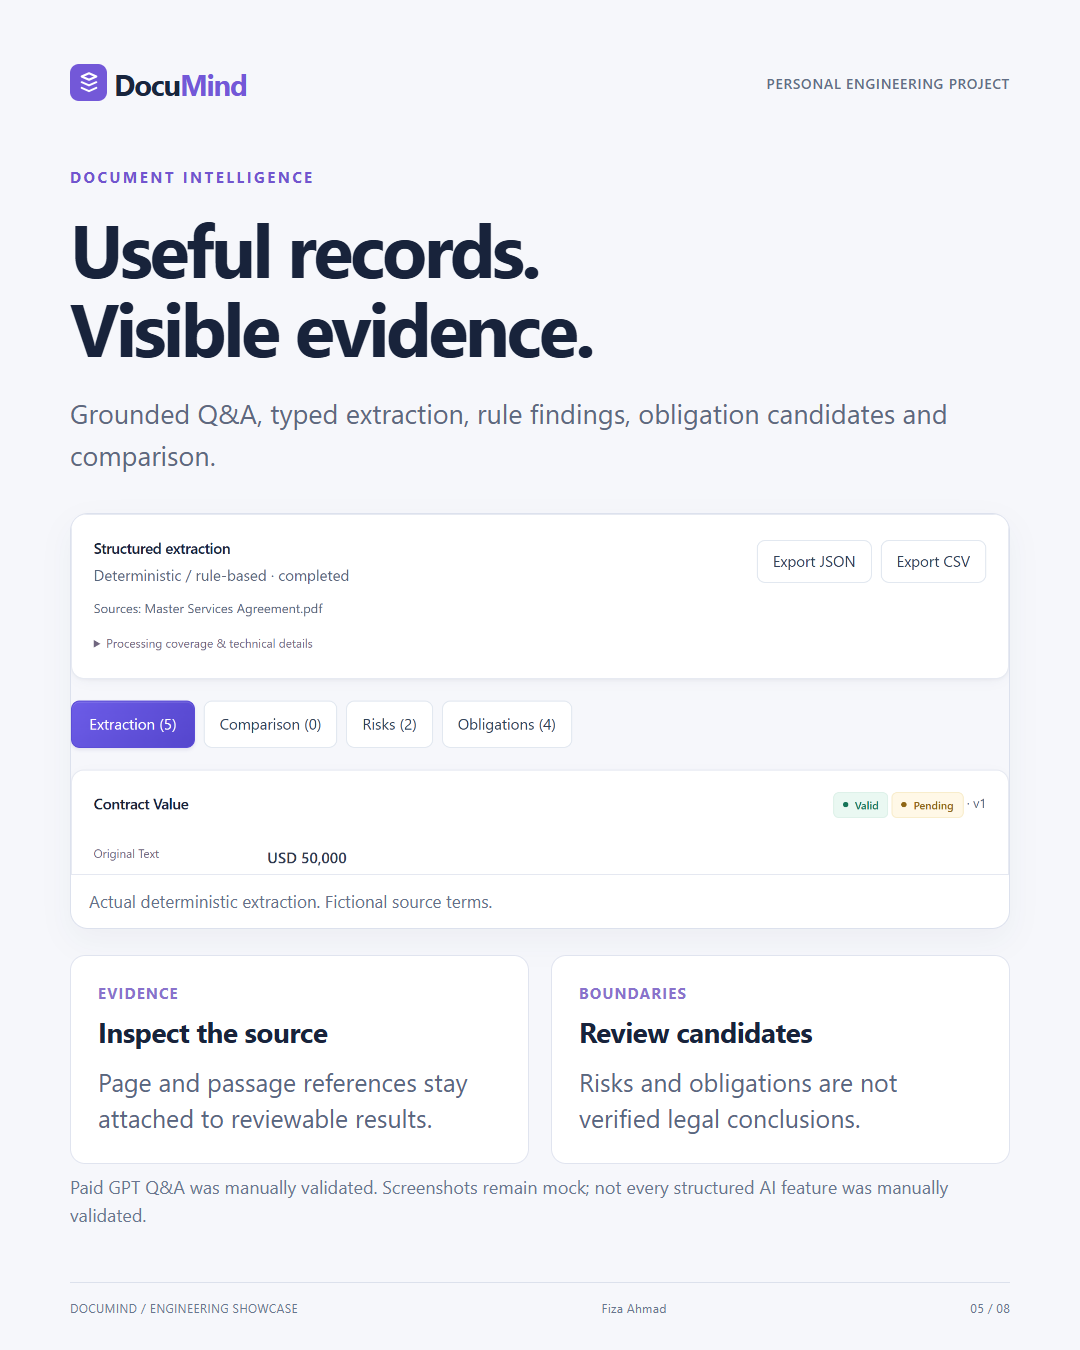 DocuMind
PERSONAL ENGINEERING PROJECT
DOCUMENT INTELLIGENCE
Useful records.
Visible evidence.
Grounded Q&A, typed extraction, rule findings, obligation candidates and
comparison.
Structured extraction
Deterministic / rule-based · completed
Sources: Master Services Agreement.pdf
▶ Processing coverage & technical details
Export JSON
Export CSV
Extraction (5)
Comparison (0)
Risks (2)
Obligations (4)
Contract Value
Valid
Pending
· v1
Original Text
USD 50,000
Actual deterministic extraction. Fictional source terms.
EVIDENCE
Inspect the source
Page and passage references stay
attached to reviewable results.
BOUNDARIES
Review candidates
Risks and obligations are not
verified legal conclusions.
Paid GPT Q&A was manually validated. Screenshots remain mock; not every structured AI feature was manually
validated.
DOCUMIND / ENGINEERING SHOWCASE
Fiza Ahmad
05 / 08